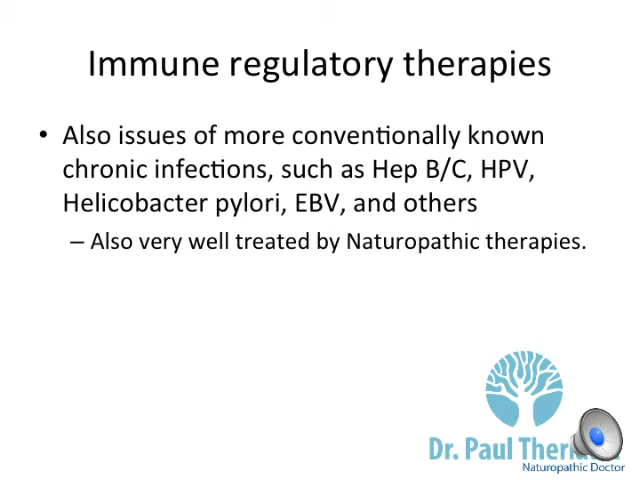 Immune regulatory therapies
• Also issues of more conventionally known
chronic infections, such as Hep B/C, HPV,
Helicobacter pylori, EBV, and others
– Also very well treated by Naturopathic therapies.
Dr. Paul
Naturopathic Doctor